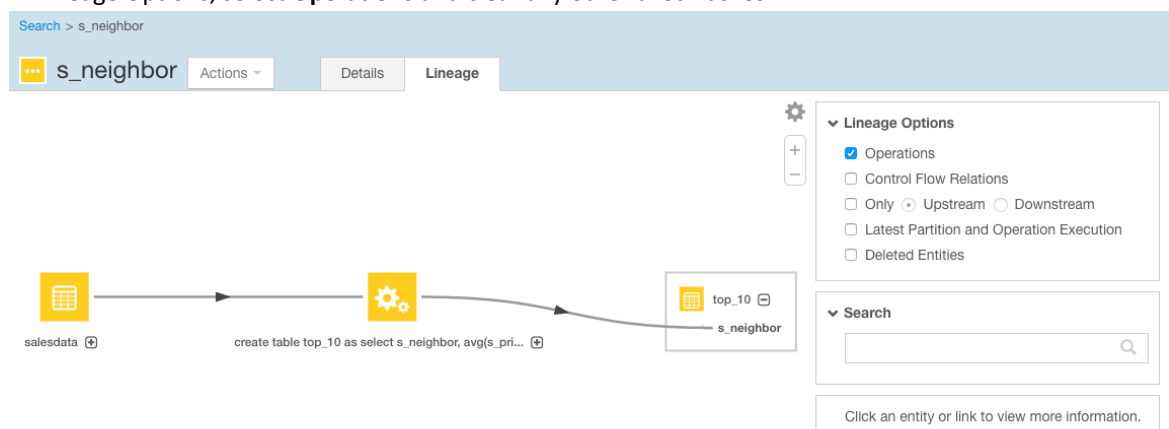 Search > s_neighbor
s_neighbor Actions Details Lineage
Lineage Options
Operations
Control Flow Relations
Only Upstream Downstream
Latest Partition and Operation Execution
Deleted Entities
top_10
s_neighbor
salesdata
create table top_10 as select s_neighbor, avg(s_pri...
Search
Click an entity or link to view more information.